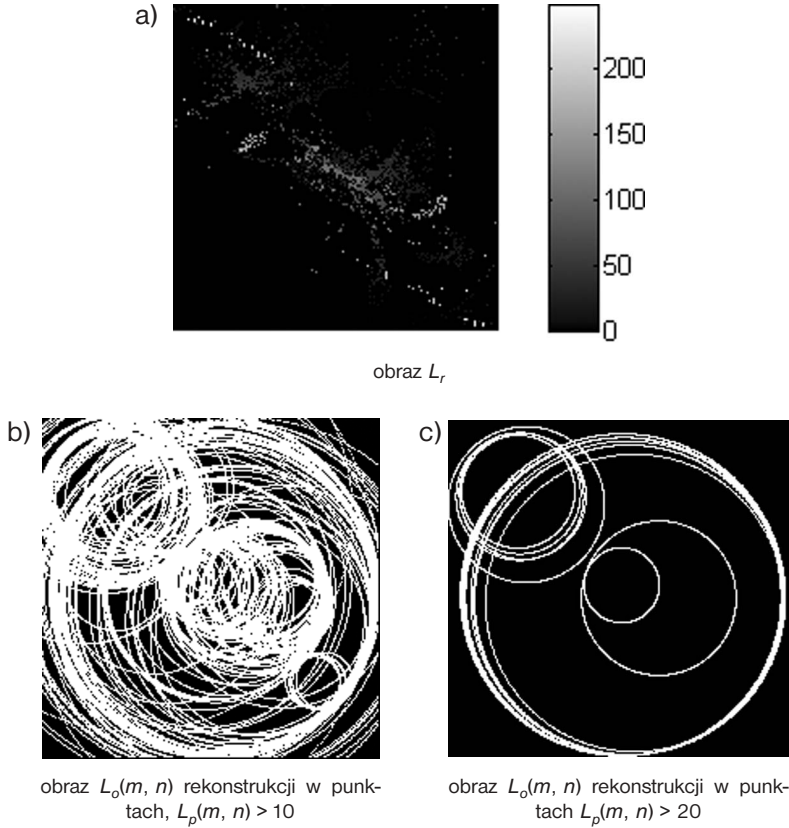 a)
200
150
100
50
0
obraz L_r
b)
c)
obraz L_o(m, n) rekonstrukcji w punk-
tach, L_p(m, n) > 10
obraz L_o(m, n) rekonstrukcji w punk-
tach L_p(m, n) > 20